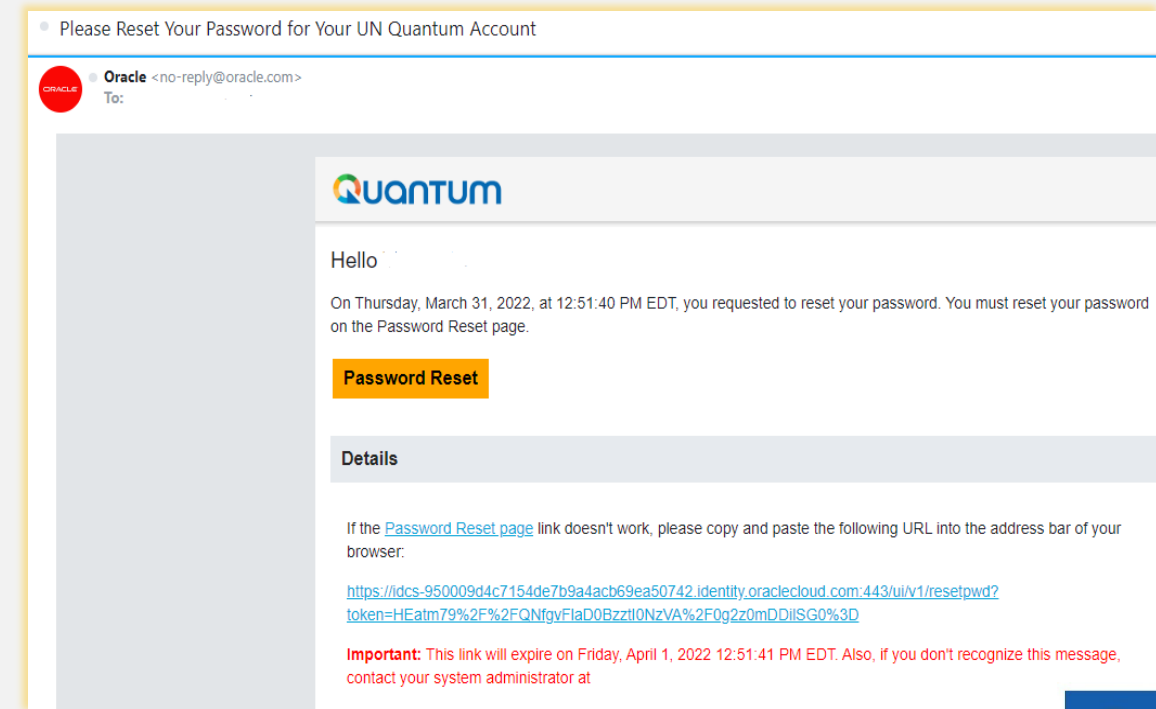 Please Reset Your Password for Your UN Quantum Account
ORACLE
Oracle <no-reply@oracle.com>
To:
Quantum
Hello
On Thursday, March 31, 2022, at 12:51:40 PM EDT, you requested to reset your password. You must reset your password
on the Password Reset page.
Password Reset
Details
If the Password Reset page link doesn't work, please copy and paste the following URL into the address bar of your
browser:
https://idcs-950009d4c7154de7b9a4acb69ea50742.identity.oraclecloud.com:443/ui/v1/resetpwd?
token=HEatm79%2F%2FQNfgvFIaD0BzztI0NzVA%2F0g2z0mDDilSG0%3D
Important: This link will expire on Friday, April 1, 2022 12:51:41 PM EDT. Also, if you don't recognize this message,
contact your system administrator at